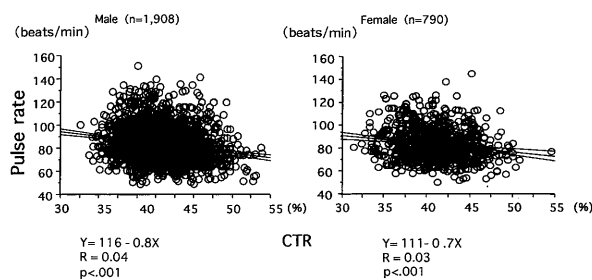 Male (n=1,908)
(beats/min)
Pulse rate
160
140
120
100
80
60
40
30 35 40 45 50 55 (%)
Y= 116 -0.8X
R = 0.04
p<.001
CTR
Female (n=790)
(beats/min)
160
140
120
100
80
60
40
30 35 40 45 50 55 (%)
Y= 111- 0.7X
R = 0.03
p<.001